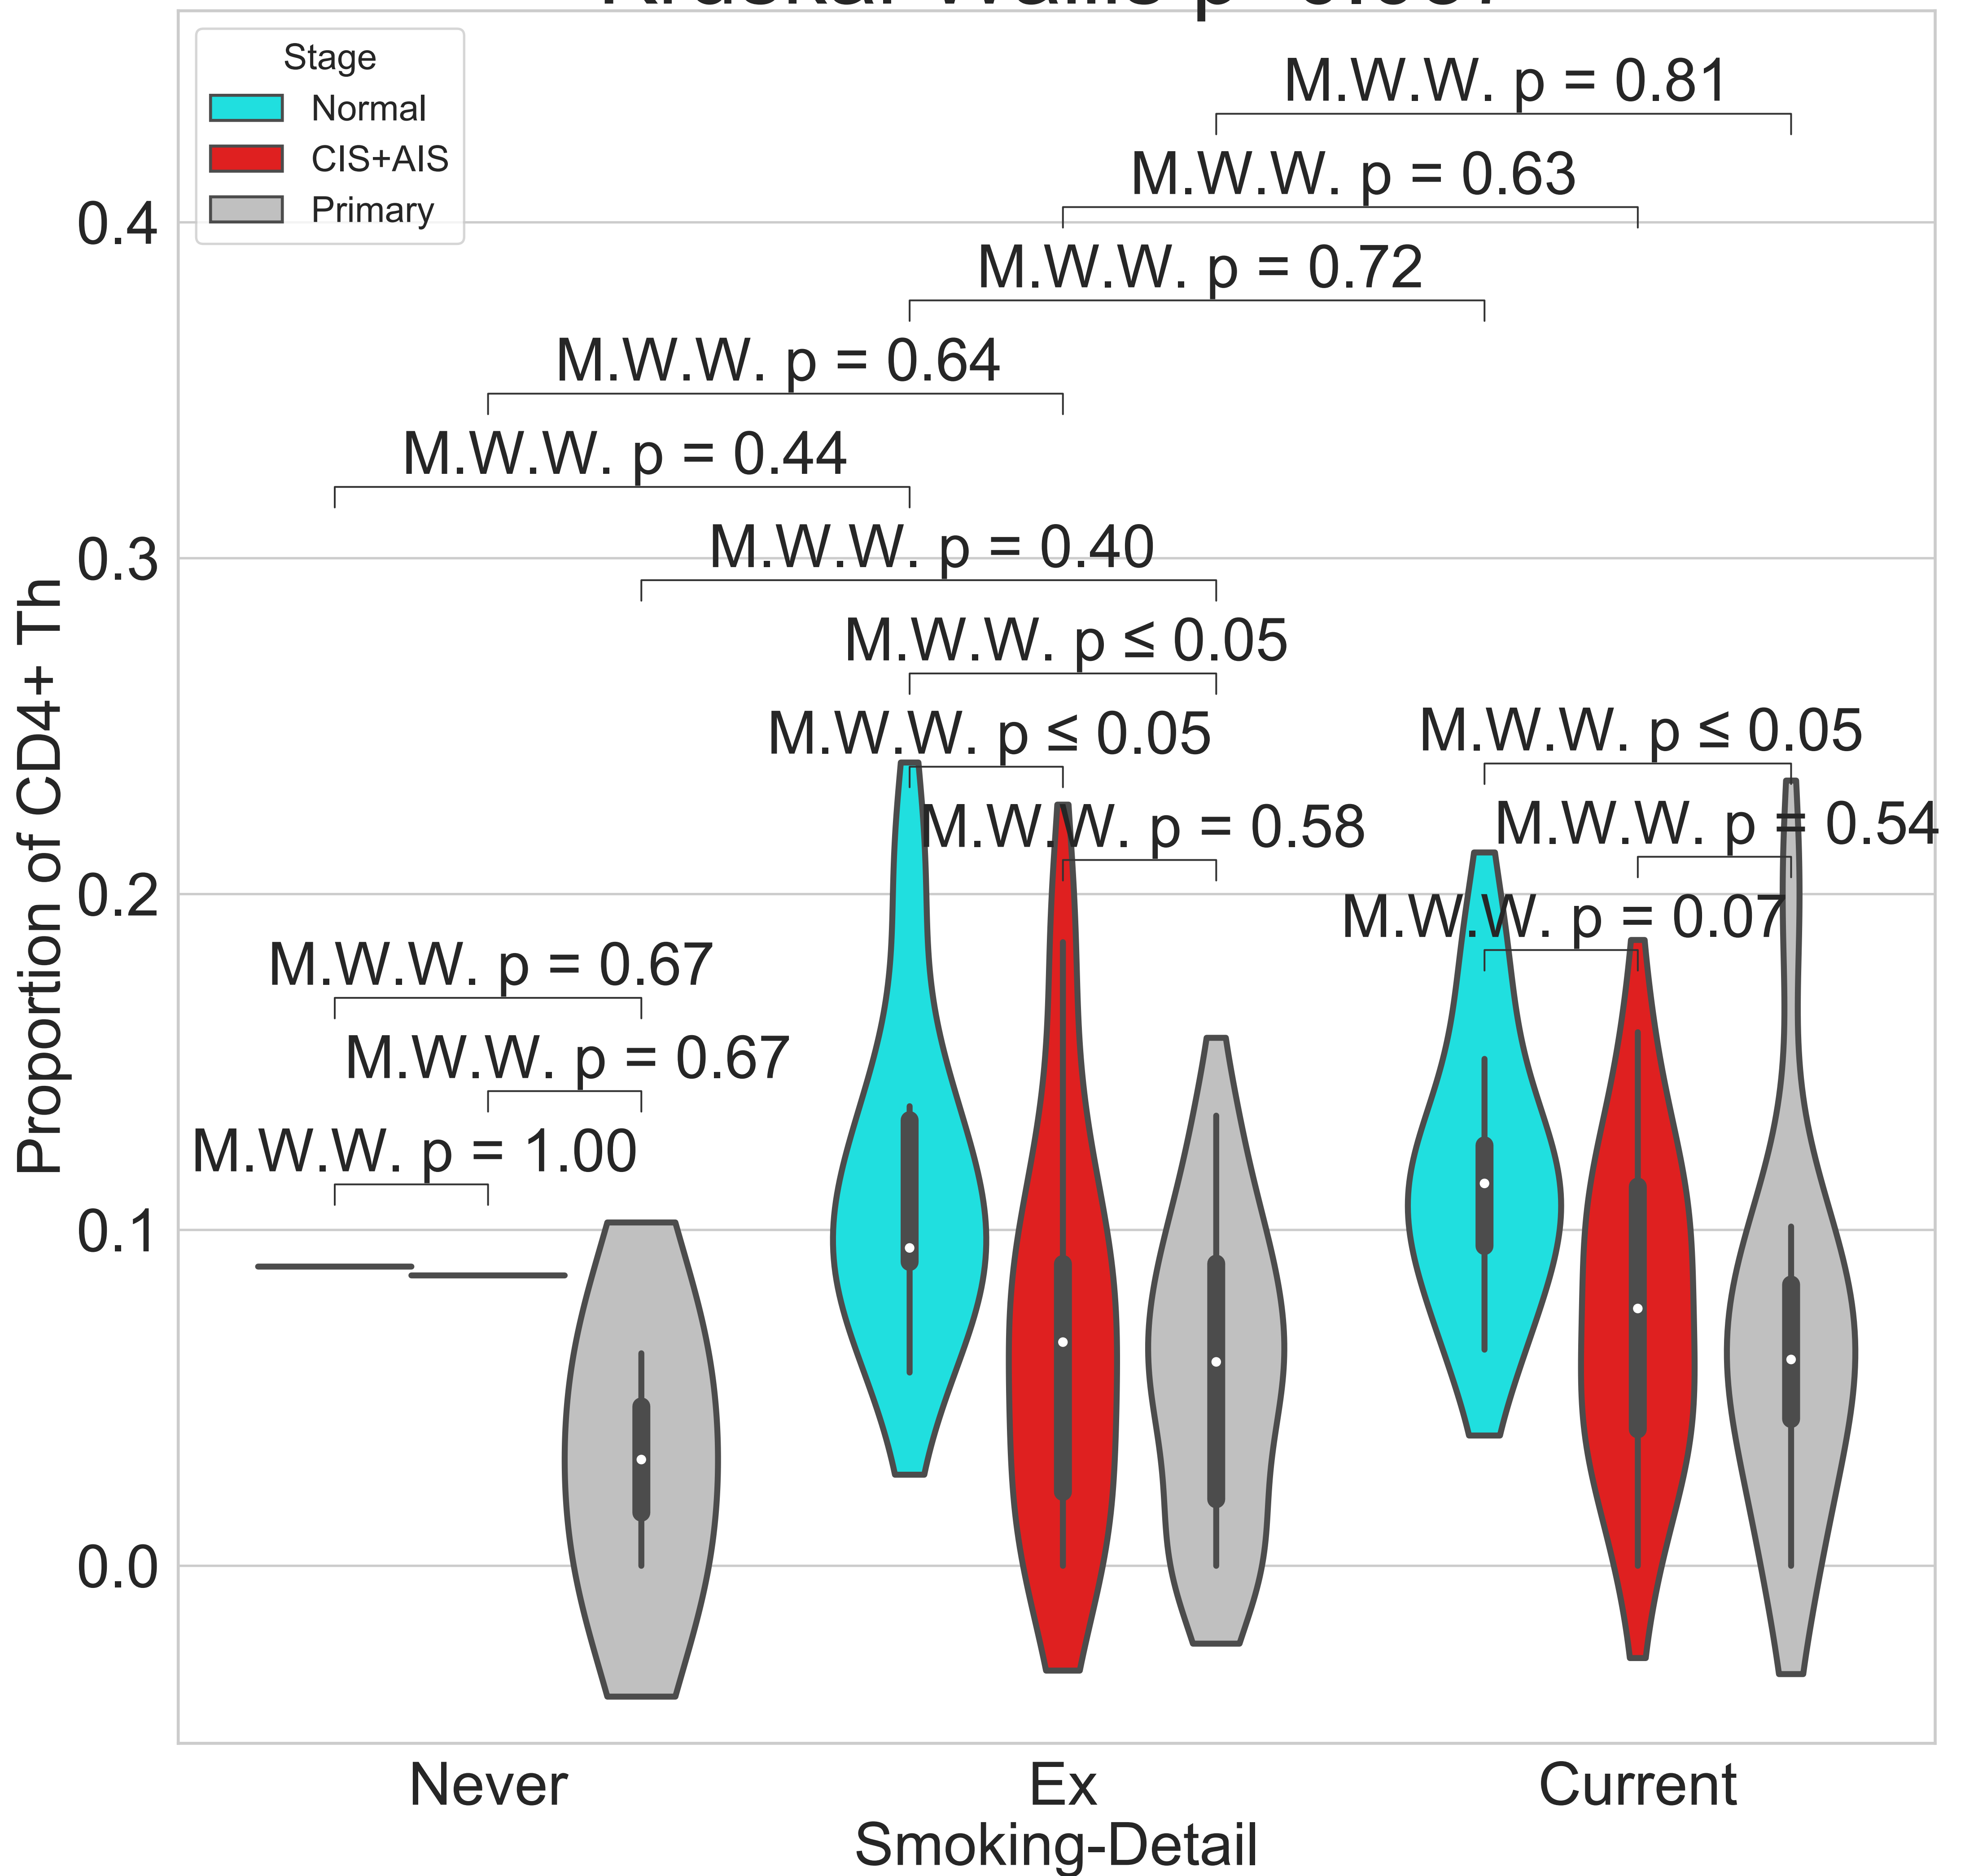 Stage
Normal
CIS+AIS
Primary
M.W.W. p = 0.81
M.W.W. p = 0.63
M.W.W. p = 0.72
M.W.W. p = 0.64
M.W.W. p = 0.44
M.W.W. p = 0.40
M.W.W. p ≤ 0.05
M.W.W. p ≤ 0.05
M.W.W. p ≤ 0.05
M.W.W. p = 0.58
M.W.W. p = 0.54
M.W.W. p = 0.07
M.W.W. p = 0.67
M.W.W. p = 0.67
M.W.W. p = 1.00
0.4
0.3
0.2
0.1
0.0
Proportion of CD4+ Th
Never
Ex
Current
Smoking-Detail